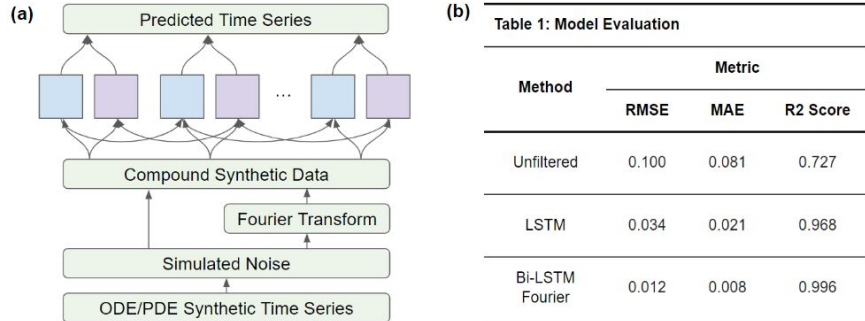 (a)
Predicted Time Series
...
Compound Synthetic Data
Fourier Transform
Simulated Noise
ODE/PDE Synthetic Time Series
(b)
Table 1: Model Evaluation
Method
Metric
RMSE MAE R2 Score
Unfiltered 0.100 0.081 0.727
LSTM 0.034 0.021 0.968
Bi-LSTM
Fourier 0.012 0.008 0.996